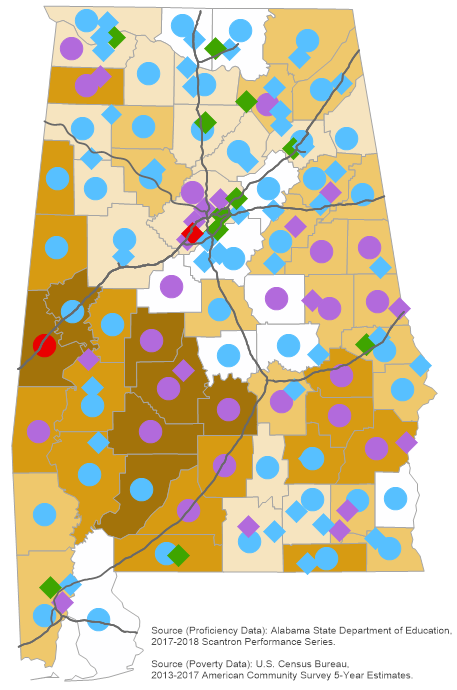 Source (Proficiency Data): Alabama State Department of Education,
2017-2018 Scantron Performance Series.
Source (Poverty Data): U.S. Census Bureau,
2013-2017 American Community Survey 5-Year Estimates.